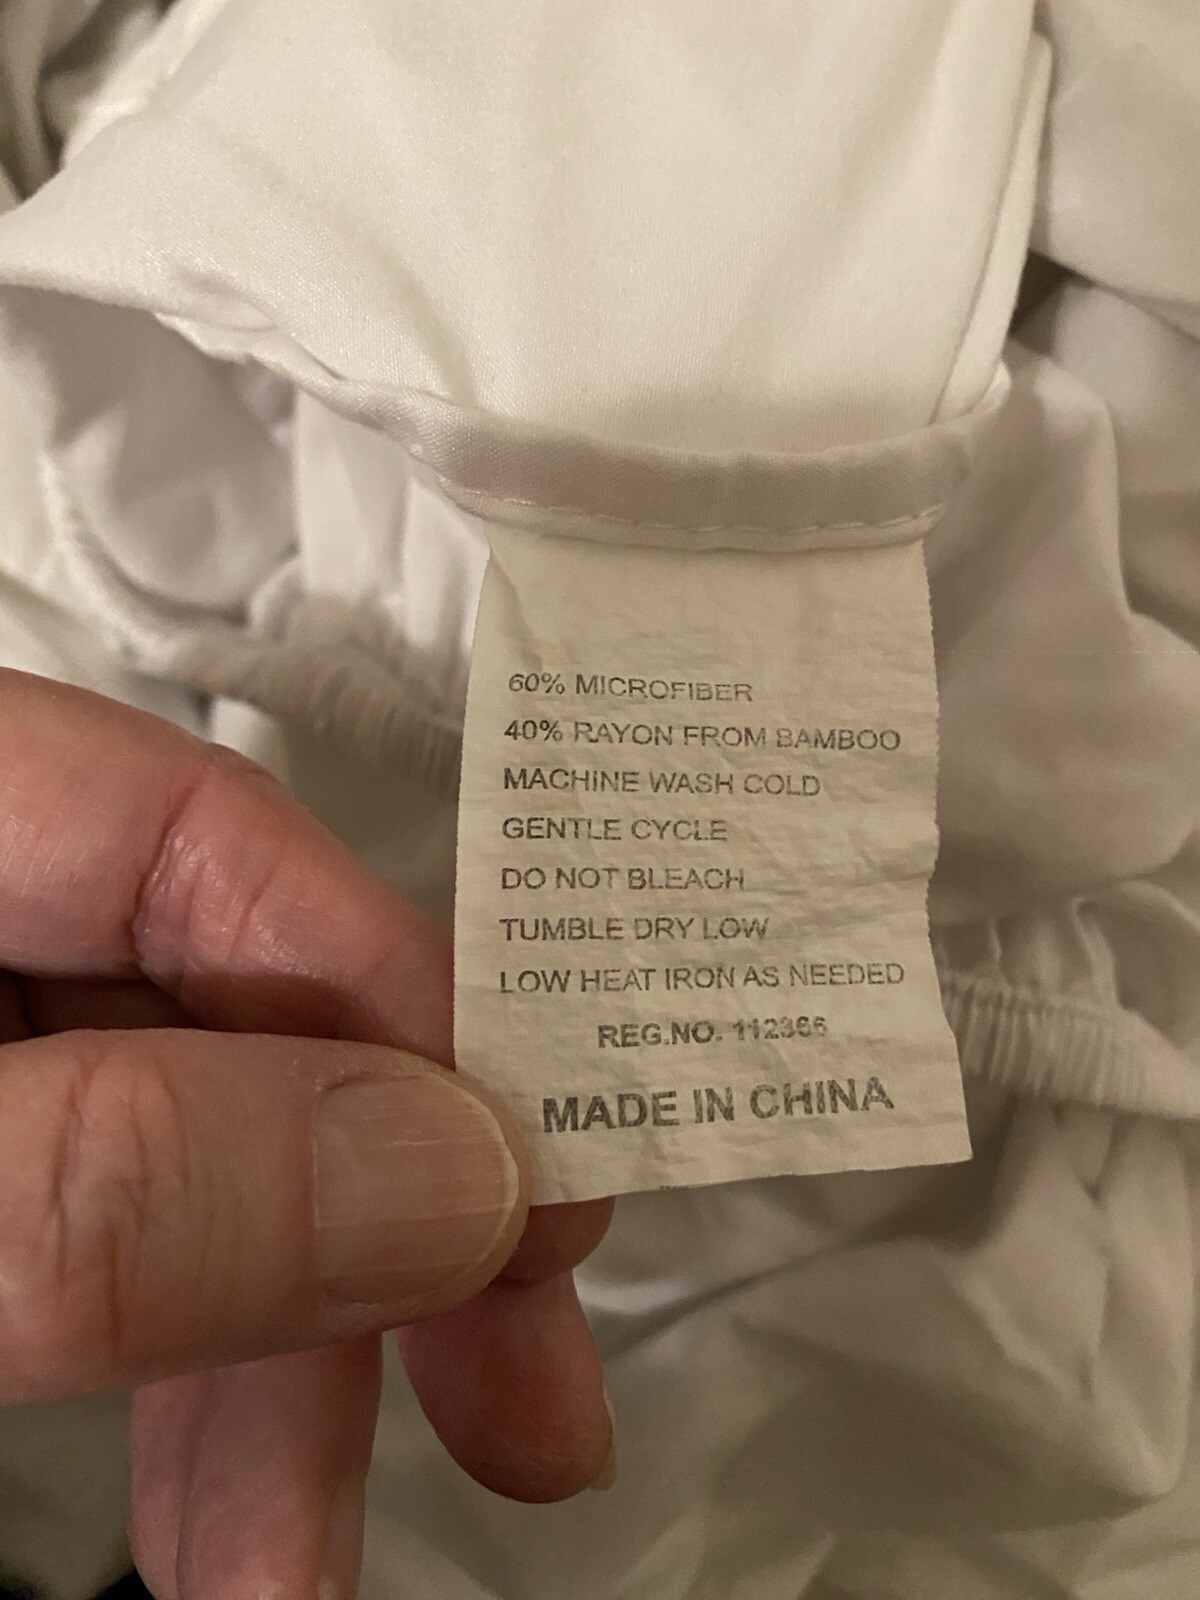 60% MICROFIBER
40% RAYON FROM BAMBOO
MACHINE WASH COLD
GENTLE CYCLE
DO NOT BLEACH
TUMBLE DRY LOW
LOW HEAT IRON AS NEEDED
REG.NO. 112366
MADE IN CHINA